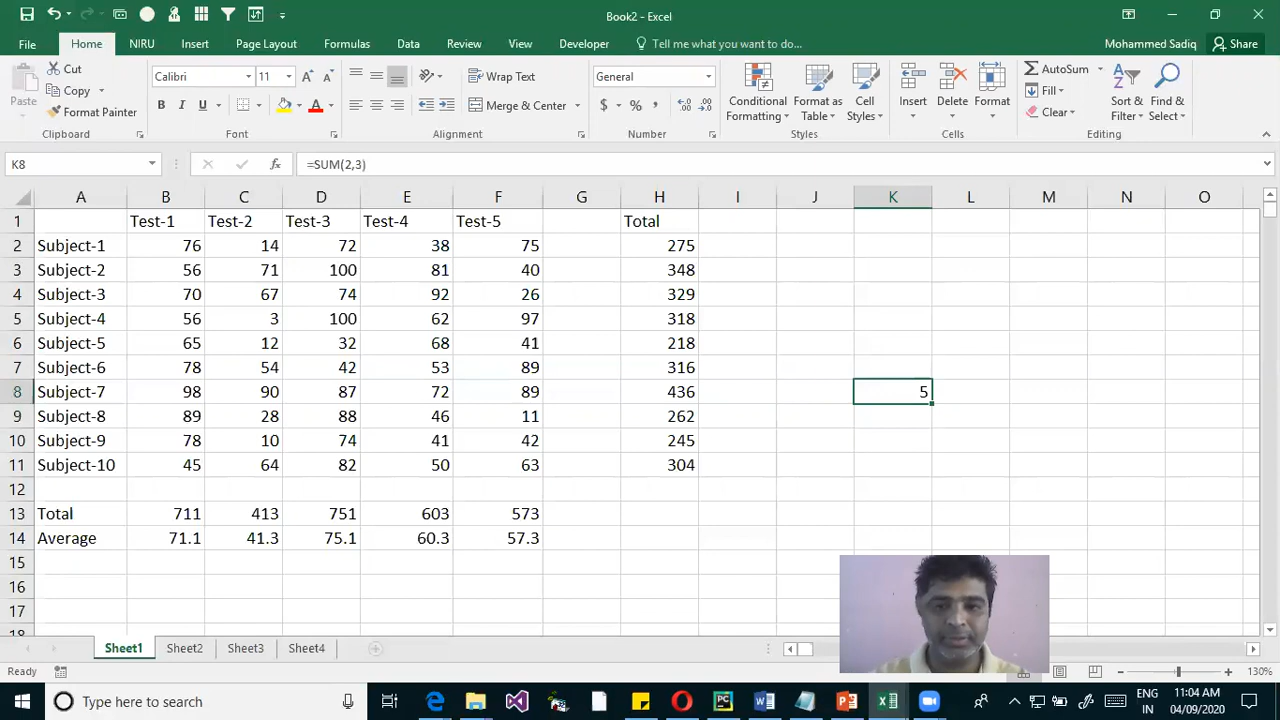 Book2 - Excel
File Home NIRU Insert Page Layout Formulas Data Review View Developer Tell me what you want to do... Mohammed Sadiq Share
Paste Cut Copy Format Painter Clipboard
Calibri 11 B I U A Font
Wrap Text Merge & Center Alignment
General $ % , Number
Conditional Formatting Format as Table Cell Styles Styles
Insert Delete Format Cells
AutoSum Fill Clear Sort & Filter Find & Select Editing
K8 fx =SUM(2,3)
A B C D E F G H I J K L M N O
1 Test-1 Test-2 Test-3 Test-4 Test-5 Total
2 Subject-1 76 14 72 38 75 275
3 Subject-2 56 71 100 81 40 348
4 Subject-3 70 67 74 92 26 329
5 Subject-4 56 3 100 62 97 318
6 Subject-5 65 12 32 68 41 218
7 Subject-6 78 54 42 53 89 316
8 Subject-7 98 90 87 72 89 436 5
9 Subject-8 89 28 88 46 11 262
10 Subject-9 78 10 74 41 42 245
11 Subject-10 45 64 82 50 63 304
12
13 Total 711 413 751 603 573
14 Average 71.1 41.3 75.1 60.3 57.3
15
16
17
18
Sheet1 Sheet2 Sheet3 Sheet4
Ready 130%
Type here to search ENG IN 11:04 AM 04/09/2020